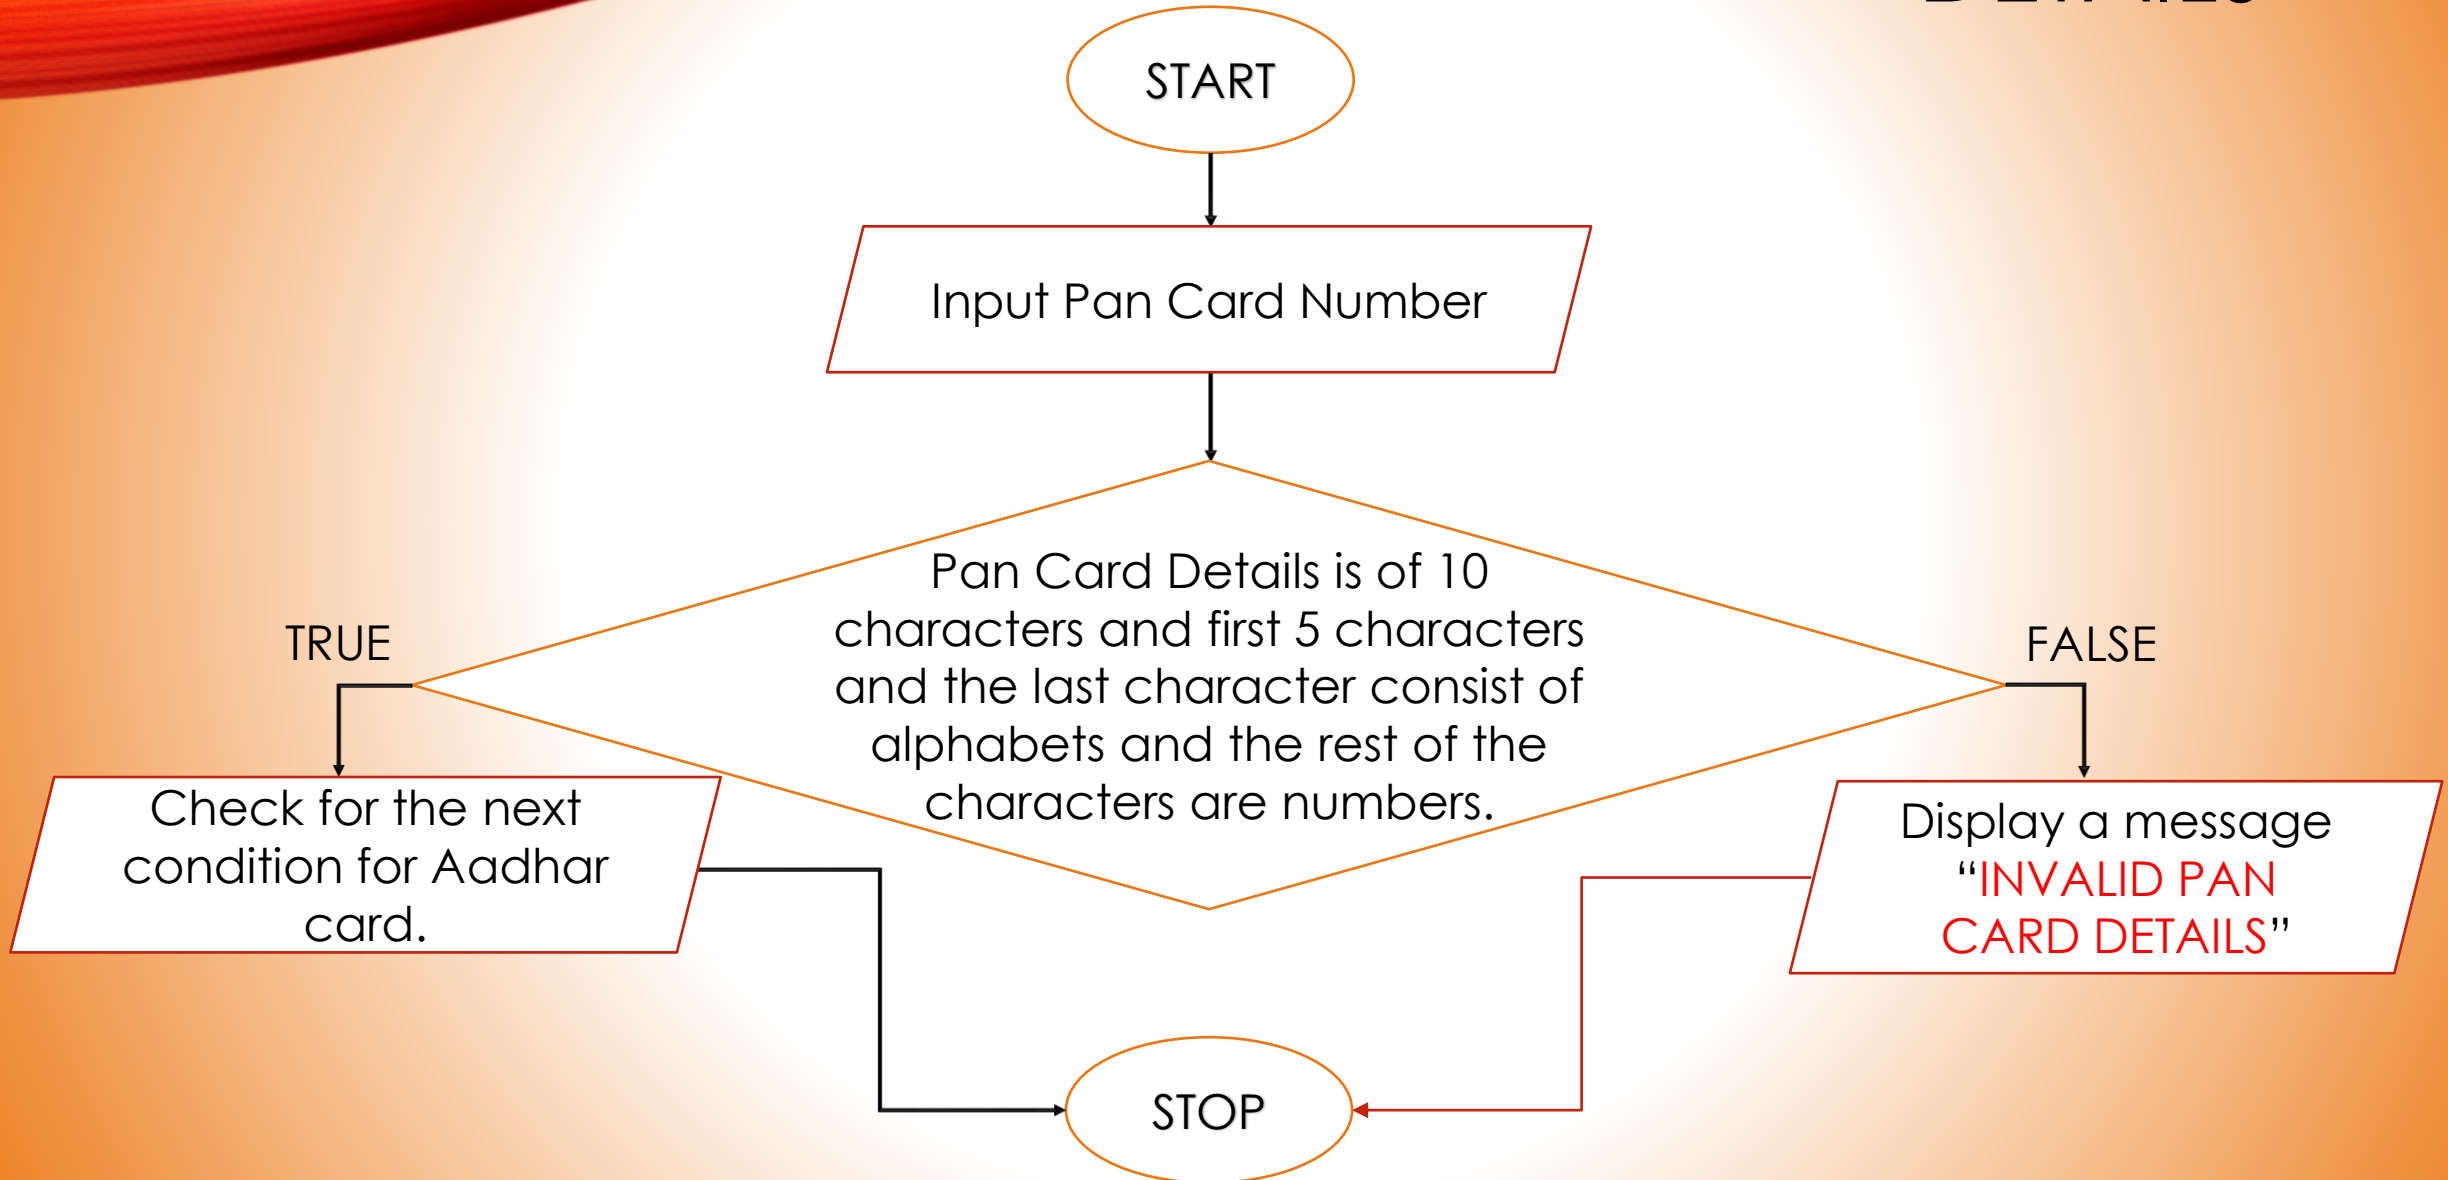 START
Input Pan Card Number
Pan Card Details is of 10
characters and first 5 characters
and the last character consist of
alphabets and the rest of the
characters are numbers.
TRUE
FALSE
Check for the next
condition for Aadhar
card.
Display a message
“INVALID PAN
CARD DETAILS”
STOP